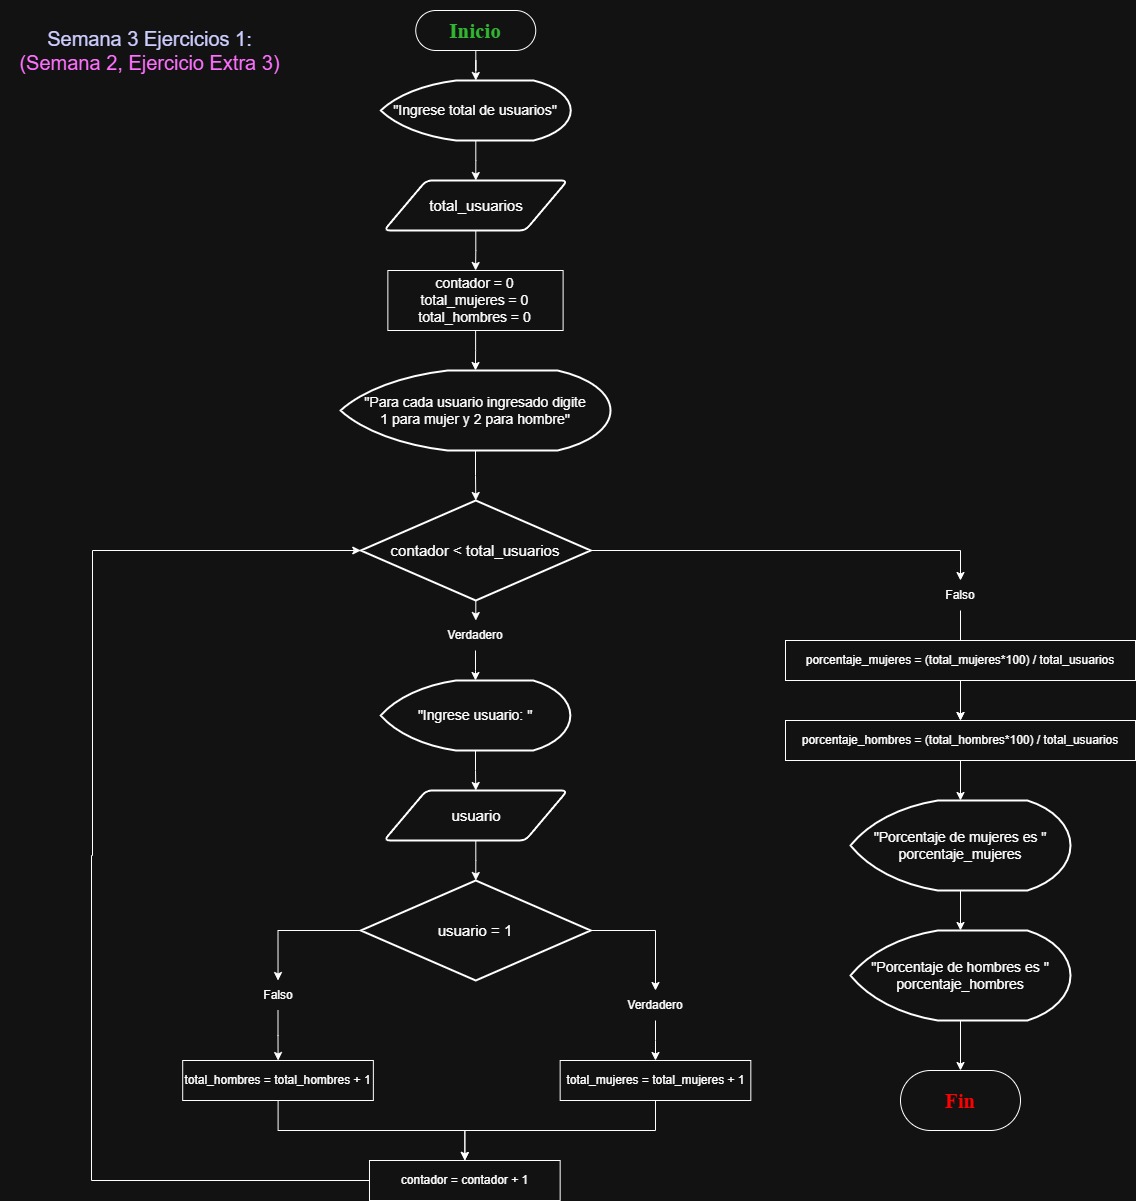 Semana 3 Ejercicios 1:
(Semana 2, Ejercicio Extra 3)
Inicio
"Ingrese total de usuarios"
total_usuarios
contador = 0
total_mujeres = 0
total_hombres = 0
"Para cada usuario ingresado digite
1 para mujer y 2 para hombre"
contador < total_usuarios
Verdadero
"Ingrese usuario: "
usuario
usuario = 1
Falso
total_hombres = total_hombres + 1
Verdadero
total_mujeres = total_mujeres + 1
contador = contador + 1
Falso
porcentaje_mujeres = (total_mujeres*100) / total_usuarios
porcentaje_hombres = (total_hombres*100) / total_usuarios
"Porcentaje de mujeres es "
porcentaje_mujeres
"Porcentaje de hombres es "
porcentaje_hombres
Fin